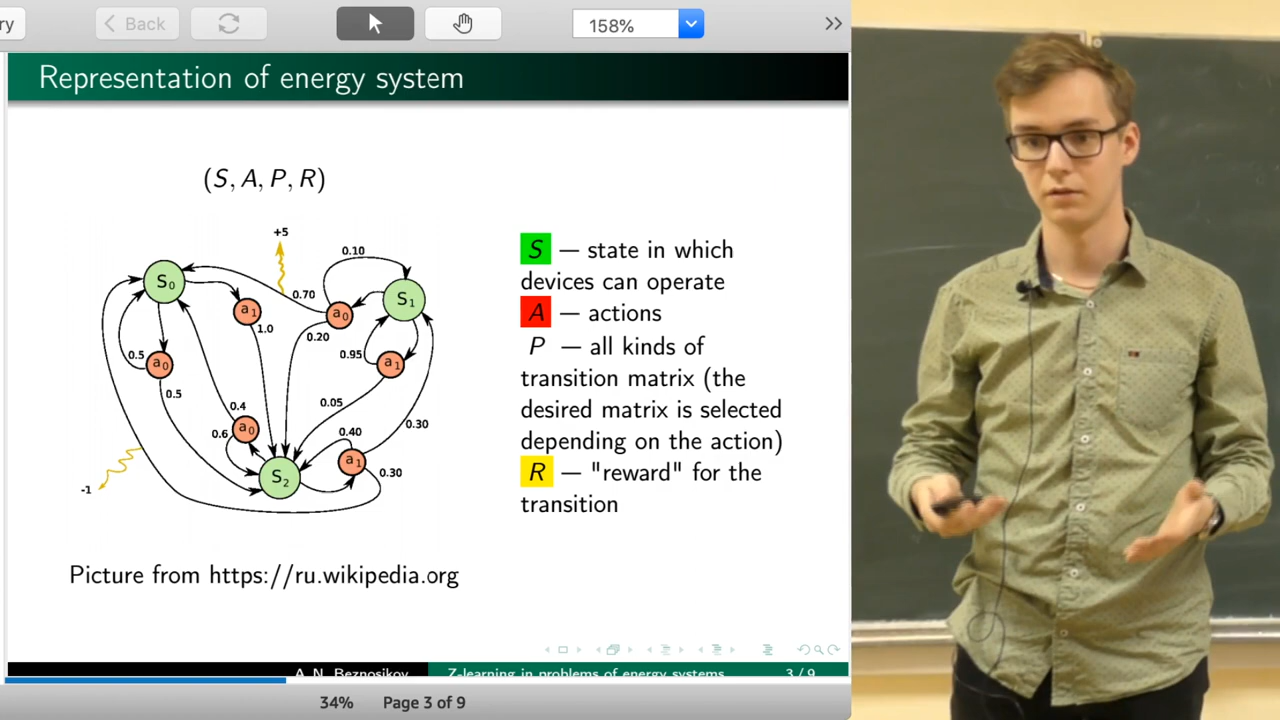 ry
Back
158%
Representation of energy system
(S, A, P, R)
+5
0.10
S0
a1
0.70
a0
S1
1.0
0.20
0.5
a0
0.95
a1
0.5
0.05
0.4
a0
0.6
0.40
0.30
S2
a1
0.30
-1
S — state in which
devices can operate
A — actions
P — all kinds of
transition matrix (the
desired matrix is selected
depending on the action)
R — "reward" for the
transition
Picture from https://ru.wikipedia.org
A. N. Beznosikov
Z-learning in problems of energy systems
3 / 9
34%
Page 3 of 9